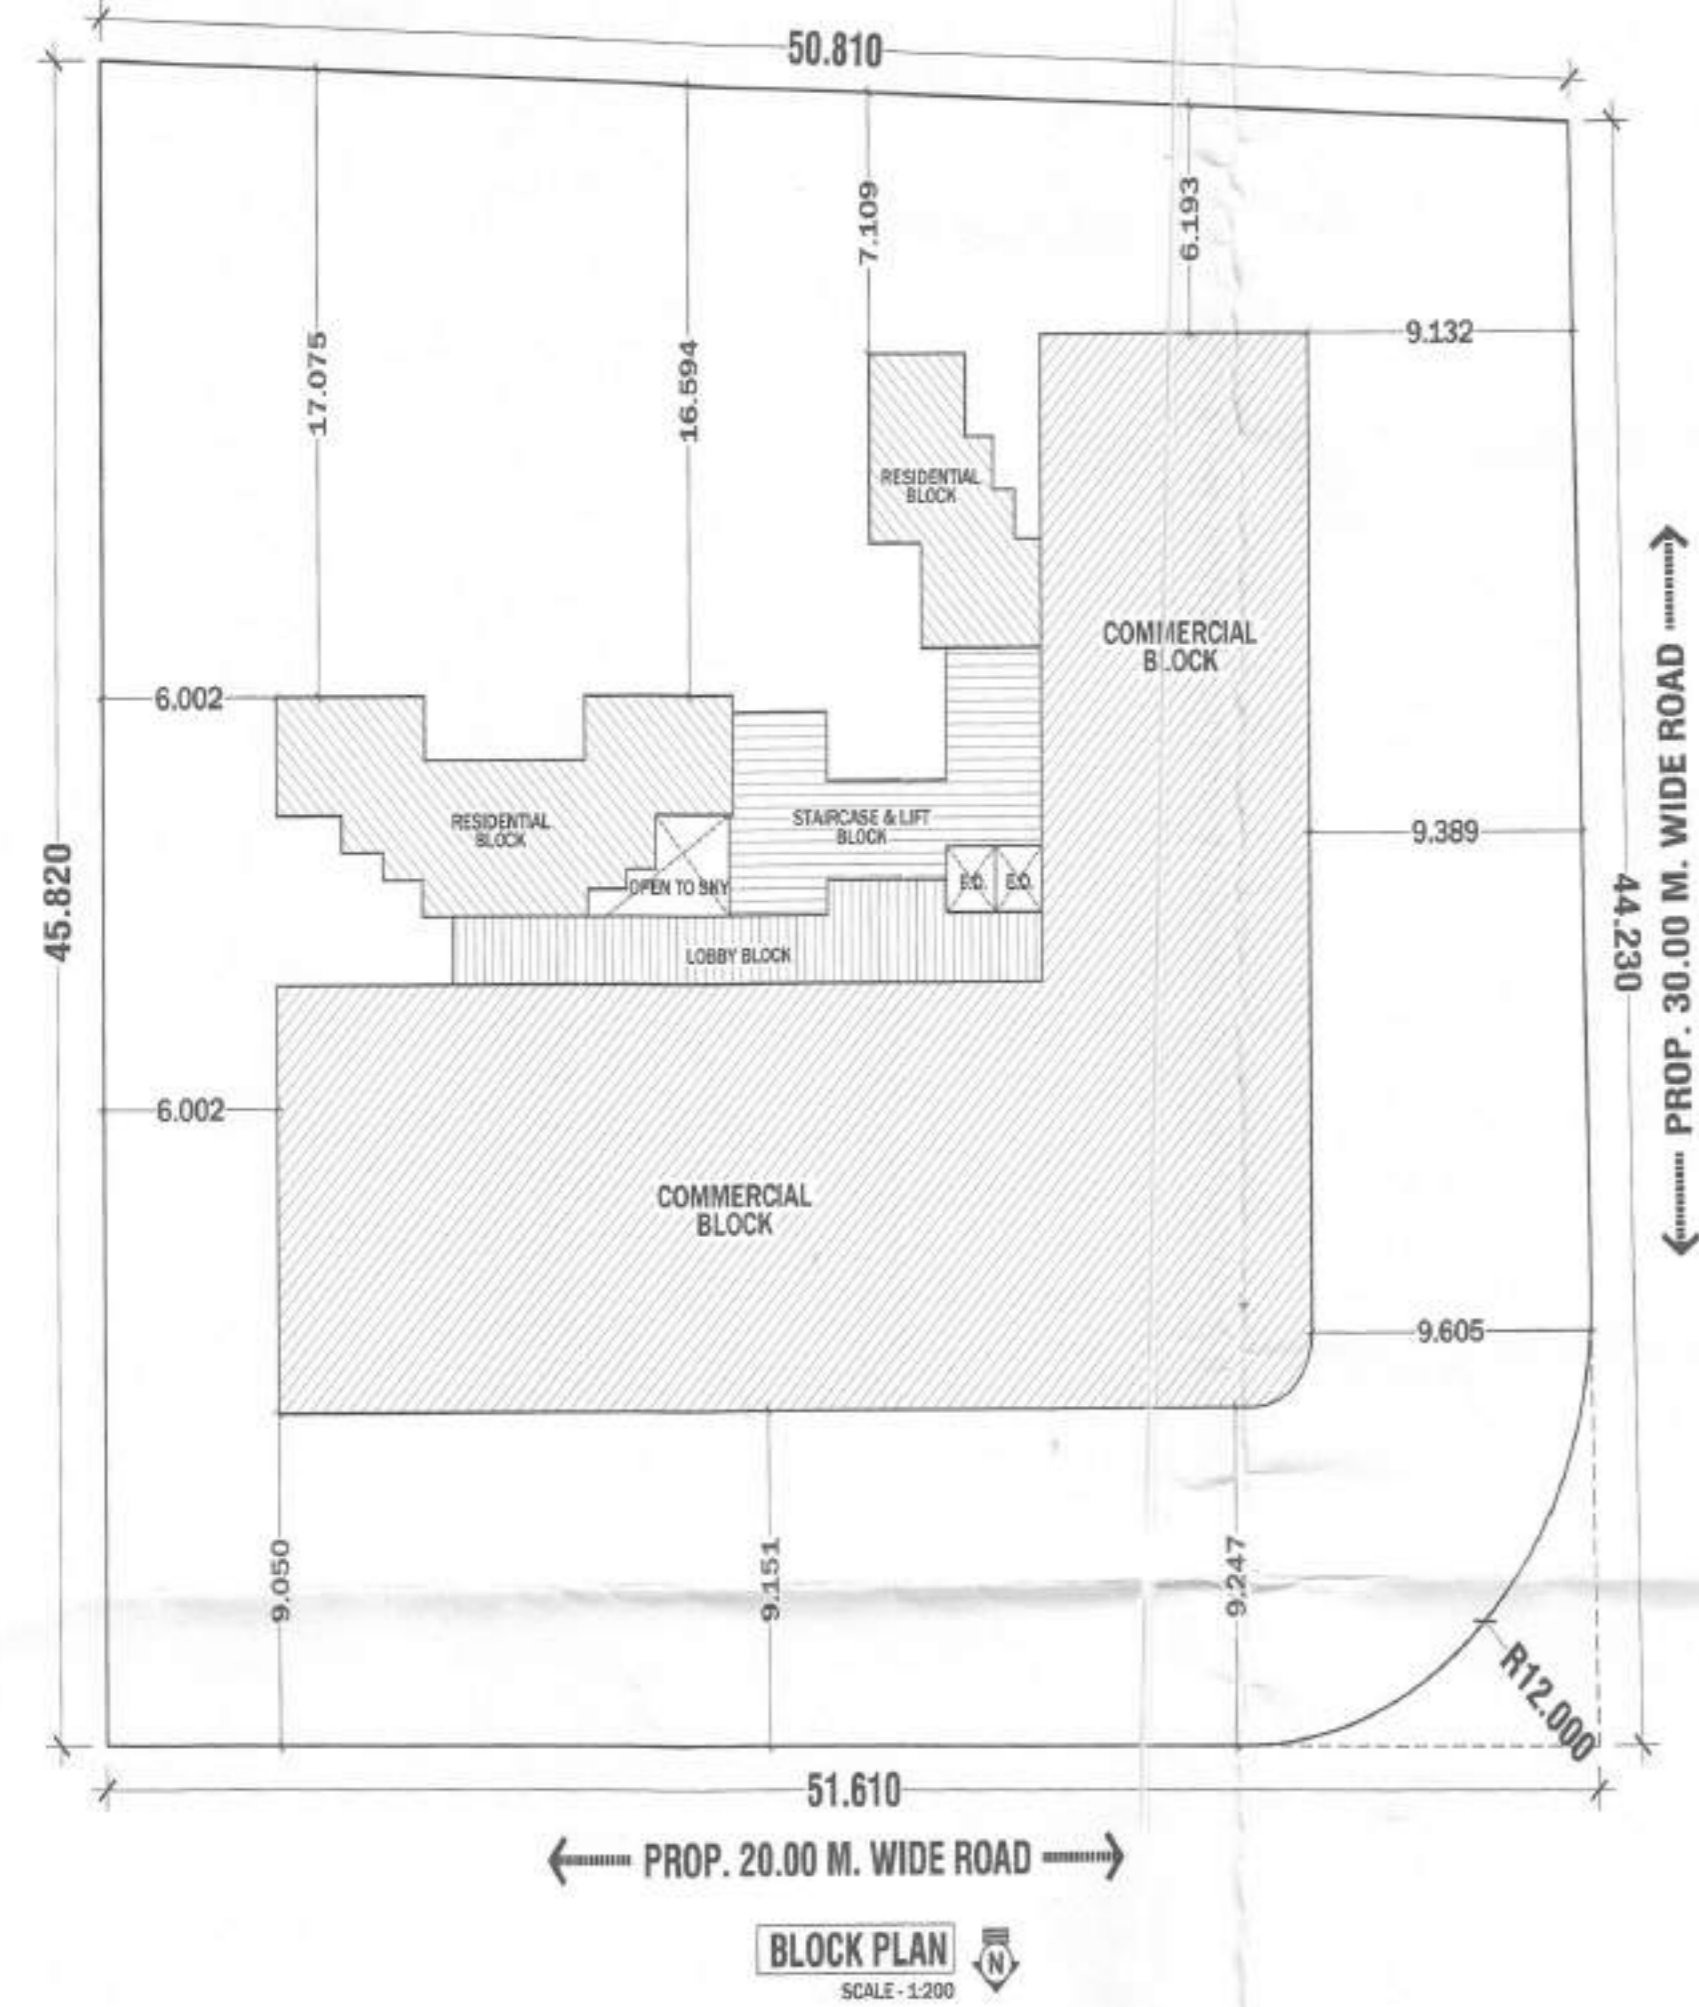 50.810
7.109
6.193
17.075
16.594
9.132
RESIDENTIAL
BLOCK
COMMERCIAL
BLOCK
6.002
STAIRCASE & LIFT
BLOCK
RESIDENTIAL
BLOCK
9.389
OPEN TO SKY
E.D.
E.D.
45.820
44.230
PROP. 30.00 M. WIDE ROAD
LOBBY BLOCK
6.002
COMMERCIAL
BLOCK
9.605
9.050
9.151
9.247
R12.000
51.610
PROP. 20.00 M. WIDE ROAD
BLOCK PLAN
N
SCALE - 1:200